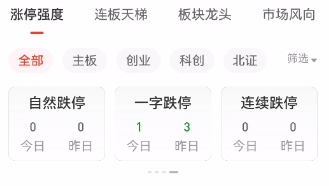 涨停强度 连板天梯 板块龙头 市场风向
全部 主板 创业 科创 北证 筛选
自然跌停 一字跌停 连续跌停
0 0 1 3 0 0
今日 昨日 今日 昨日 今日 昨日